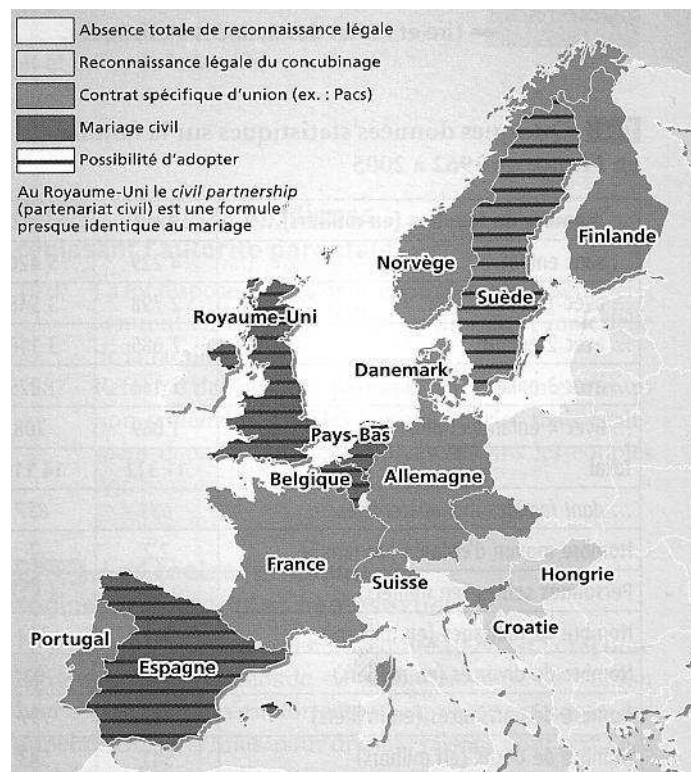 Absence totale de reconnaissance légale
Reconnaissance légale du concubinage
Contrat spécifique d'union (ex. : Pacs)
Mariage civil
Possibilité d'adopter
Au Royaume-Uni le civil partnership
(partenariat civil) est une formule
presque identique au mariage
Finlande
Norvège
Suède
Royaume-Uni
Danemark
Pays-Bas
Belgique
Allemagne
France
Suisse
Hongrie
Croatie
Portugal
Espagne